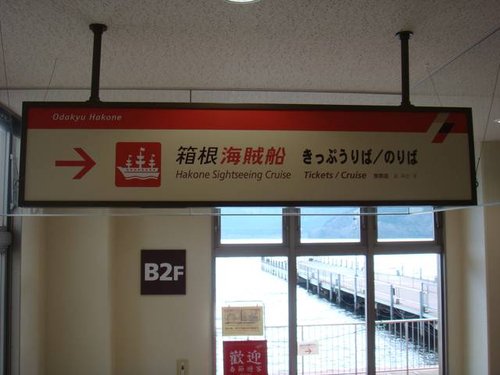 Odakyu Hakone
箱根海賊船 きっぷうりば/のりば
Hakone Sightseeing Cruise Tickets / Cruise
B2F
歓迎